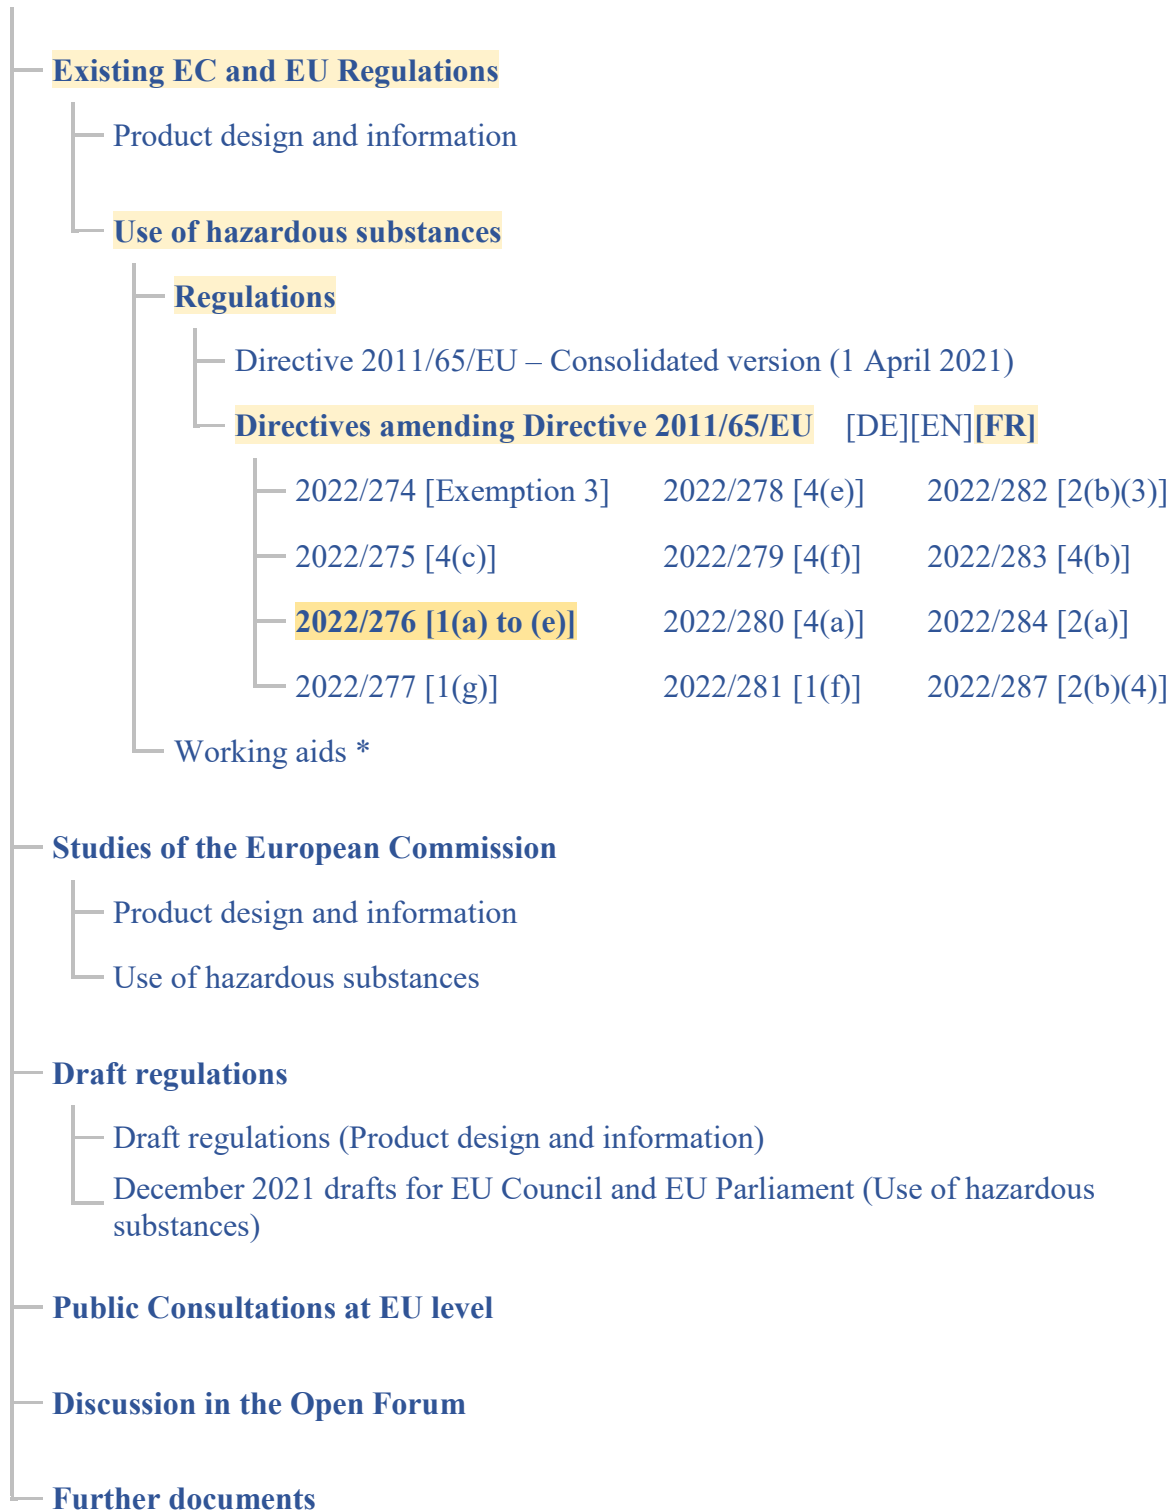 Existing EC and EU Regulations
Product design and information
Use of hazardous substances
Regulations
Directive 2011/65/EU – Consolidated version (1 April 2021)
Directives amending Directive 2011/65/EU [DE][EN][FR]
2022/274 [Exemption 3] 2022/278 [4(e)] 2022/282 [2(b)(3)]
2022/275 [4(c)] 2022/279 [4(f)] 2022/283 [4(b)]
2022/276 [1(a) to (e)] 2022/280 [4(a)] 2022/284 [2(a)]
2022/277 [1(g)] 2022/281 [1(f)] 2022/287 [2(b)(4)]
Working aids *
Studies of the European Commission
Product design and information
Use of hazardous substances
Draft regulations
Draft regulations (Product design and information)
December 2021 drafts for EU Council and EU Parliament (Use of hazardous
substances)
Public Consultations at EU level
Discussion in the Open Forum
Further documents